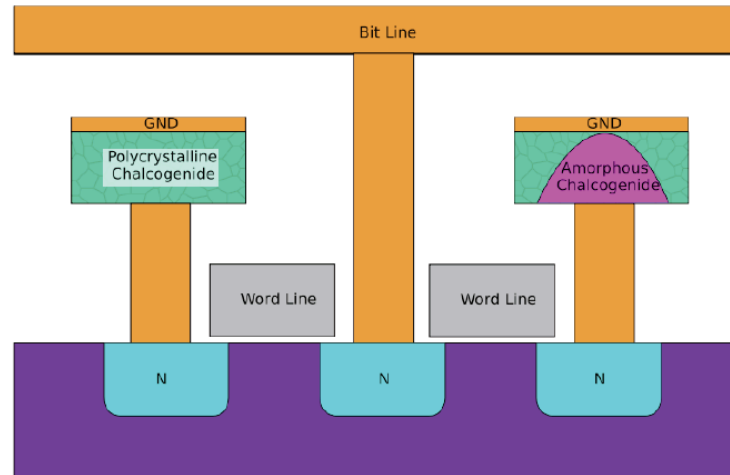 Bit Line
GND
GND
Polycrystalline
Chalcogenide
Amorphous
Chalcogenide
Word Line
Word Line
N
N
N